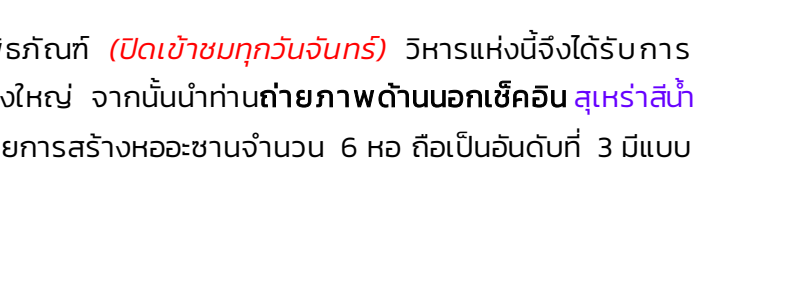 ธภัณฑ์ (ปิดเข้าชมทุกวันจันทร์) วิหารแห่งนี้จึงได้รับการ
งใหญ่ จากนั้นนำท่านถ่ายภาพด้านนอกเช็คอิน สุเหร่าสีน้ำ
ยการสร้างหออะซานจำนวน 6 หอ ถือเป็นอันดับที่ 3 มีแบบ